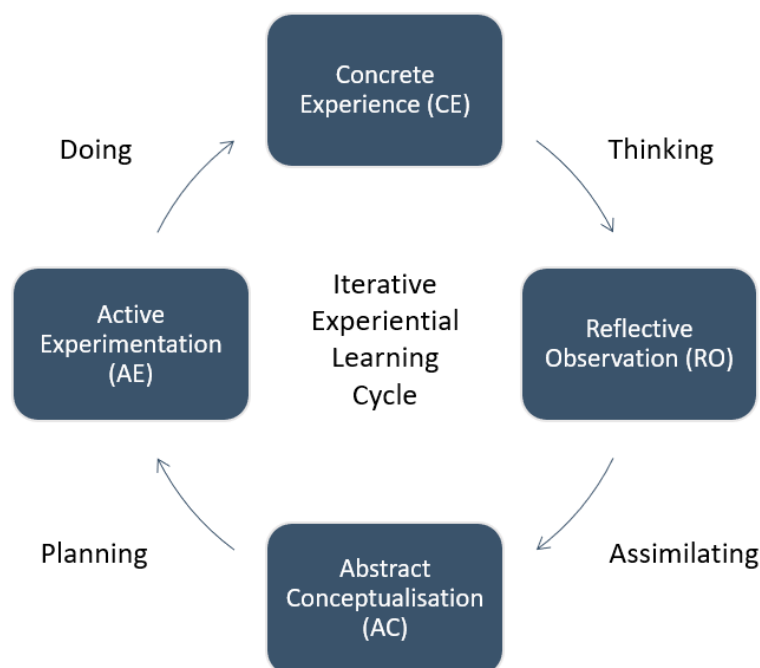 Concrete
Experience (CE)
Doing
Thinking
Iterative
Experiential
Learning
Cycle
Active
Experimentation
(AE)
Reflective
Observation (RO)
Planning
Assimilating
Abstract
Conceptualisation
(AC)